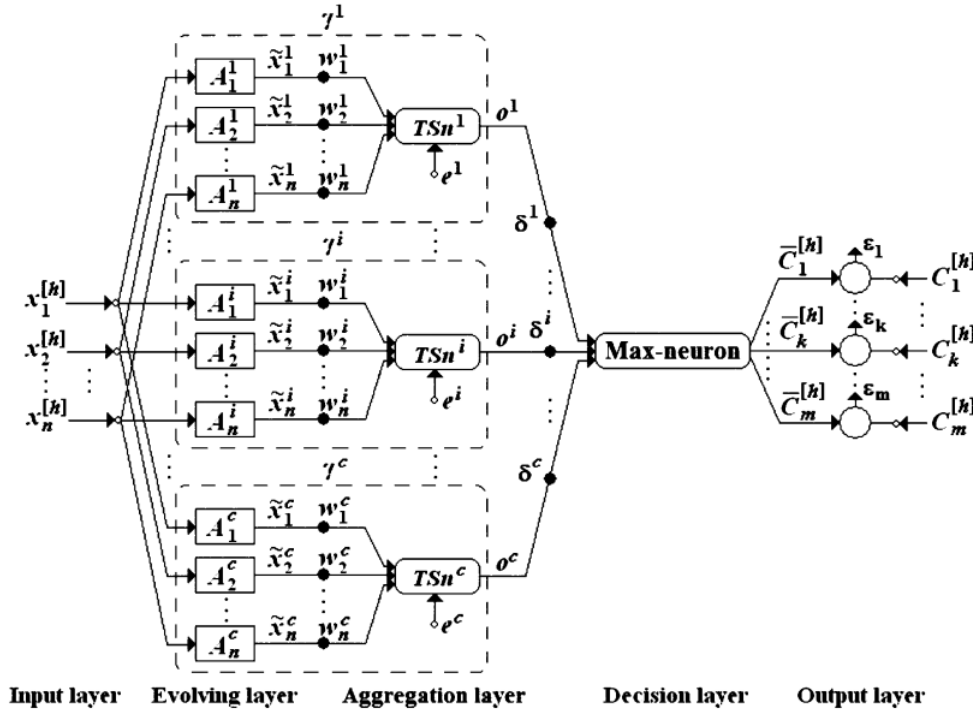 γ¹
A₁¹ x̃₁¹ w₁¹
A₂¹ x̃₂¹ w₂¹ TSn¹ o¹
Aₙ¹ x̃ₙ¹ wₙ¹ e¹
δ¹
γⁱ
x₁^[h] A₁ⁱ x̃₁ⁱ w₁ⁱ
x₂^[h] A₂ⁱ x̃₂ⁱ w₂ⁱ TSnⁱ oⁱ δⁱ Max-neuron
xₙ^[h] Aₙⁱ x̃ₙⁱ wₙⁱ eⁱ
C̅₁^[h] ε₁ C₁^[h]
C̅ₖ^[h] εₖ Cₖ^[h]
C̅ₘ^[h] εₘ Cₘ^[h]
γᶜ
δᶜ
A₁ᶜ x̃₁ᶜ w₁ᶜ
A₂ᶜ x̃₂ᶜ w₂ᶜ TSnᶜ oᶜ
Aₙᶜ x̃ₙᶜ wₙᶜ eᶜ
Input layer Evolving layer Aggregation layer Decision layer Output layer